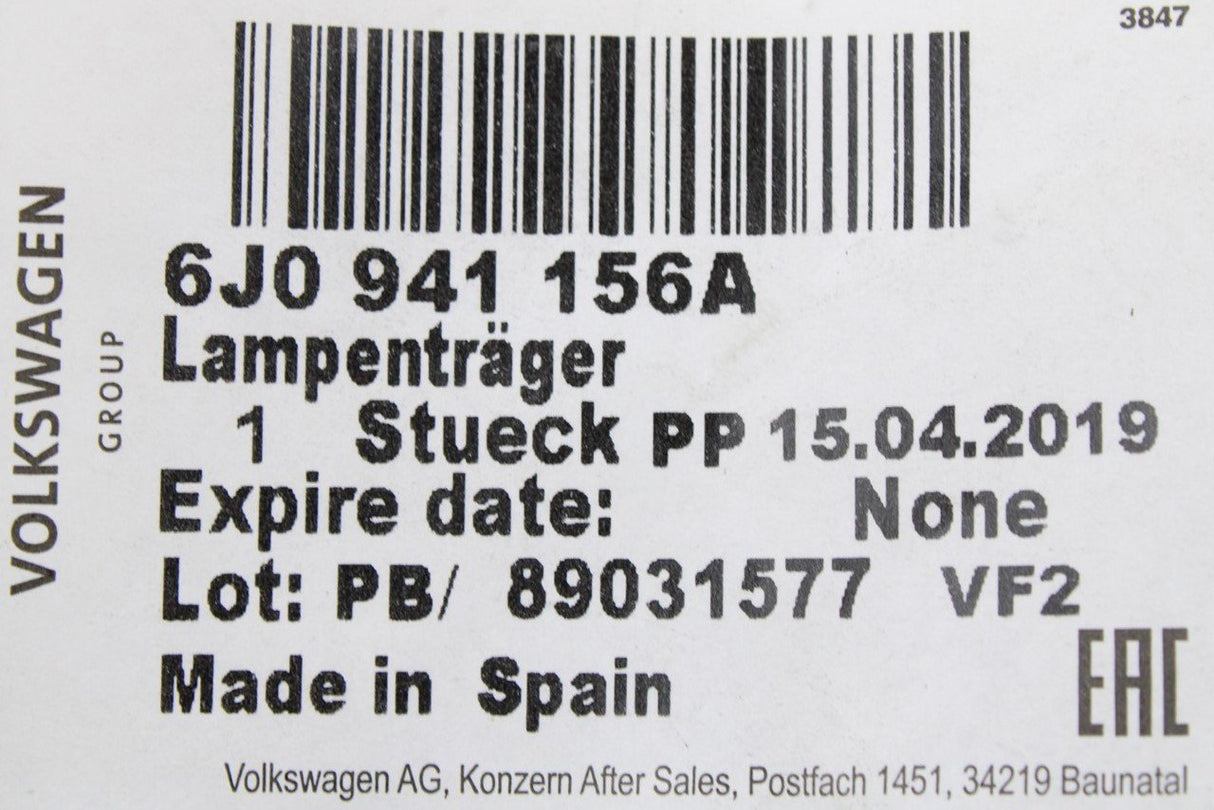 3847
VOLKSWAGEN
GROUP
6J0 941 156A
Lampenträger
1 Stueck PP 15.04.2019
Expire date: None
Lot: PB/ 89031577 VF2
Made in Spain
EAC
Volkswagen AG, Konzern After Sales, Postfach 1451, 34219 Baunatal